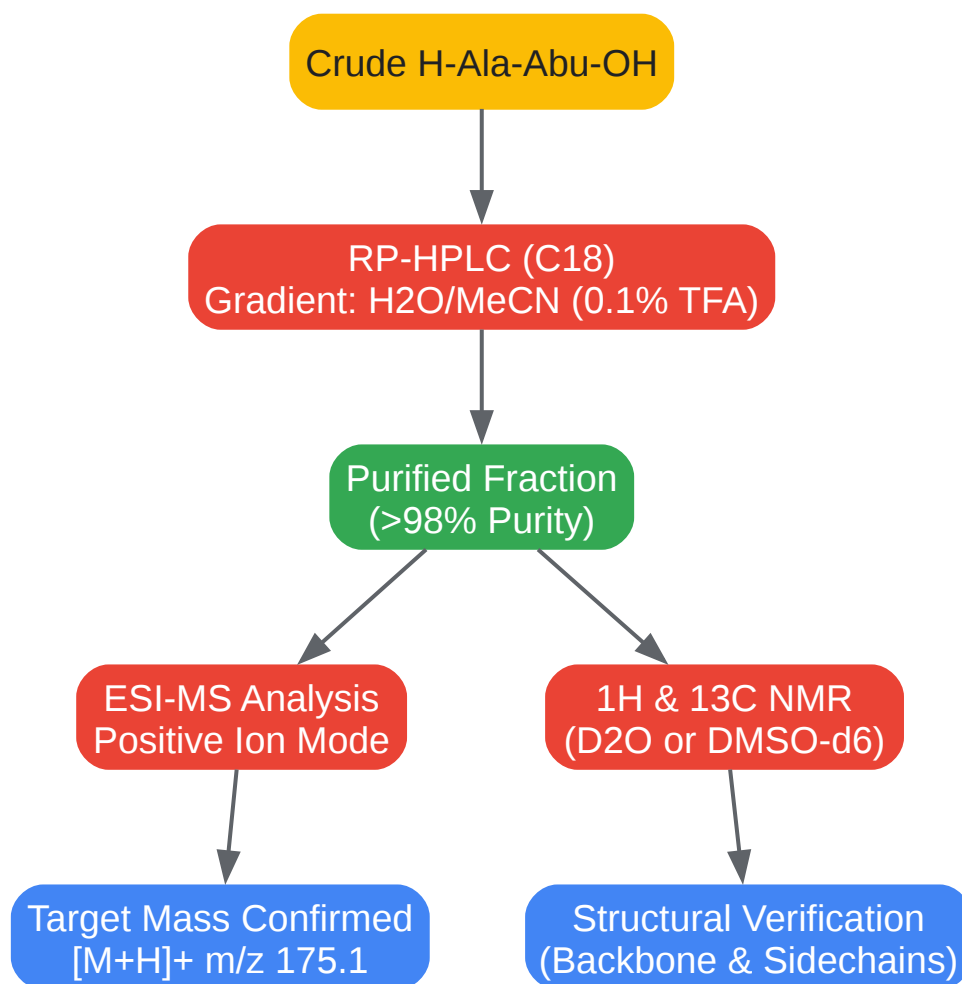 Crude H-Ala-Abu-OH
RP-HPLC (C18)
Gradient: H2O/MeCN (0.1% TFA)
Purified Fraction
(>98% Purity)
ESI-MS Analysis
Positive Ion Mode
1H & 13C NMR
(D2O or DMSO-d6)
Target Mass Confirmed
[M+H]+ m/z 175.1
Structural Verification
(Backbone & Sidechains)